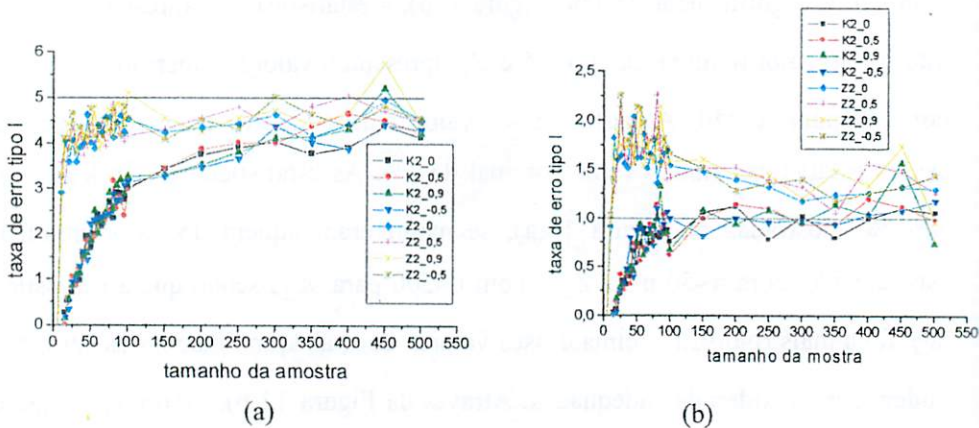 taxa de erro tipo I
6
5
4
3
2
1
0
0 50 100 150 200 250 300 350 400 450 500 550
tamanho da amostra
K2_0
K2_0,5
K2_0,9
K2_-0,5
Z2_0
Z2_0,5
Z2_0,9
Z2_-0,5
(a)
taxa de erro tipo I
2,5
2,0
1,5
1,0
0,5
0,0
0 50 100 150 200 250 300 350 400 450 500 550
tamanho da mostra
K2_0
K2_0,5
K2_0,9
K2_-0,5
Z2_0
Z2_0,5
Z2_0,9
Z2_-0,5
(b)